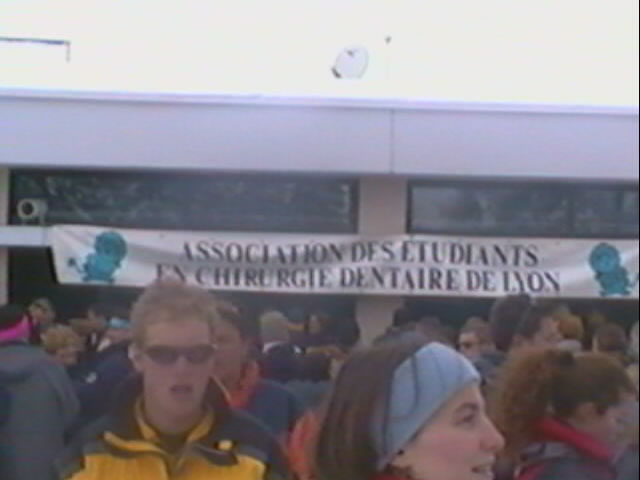 ASSOCIATION DES ÉTUDIANTS
EN CHIRURGIE DENTAIRE DE LYON